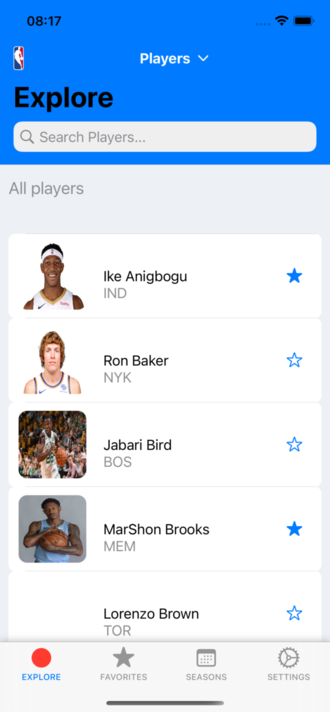 08:17
Players
Explore
Search Players...
All players
Ike Anigbogu
IND
Ron Baker
NYK
Jabari Bird
BOS
MarShon Brooks
MEM
Lorenzo Brown
TOR
EXPLORE
FAVORITES
SEASONS
SETTINGS